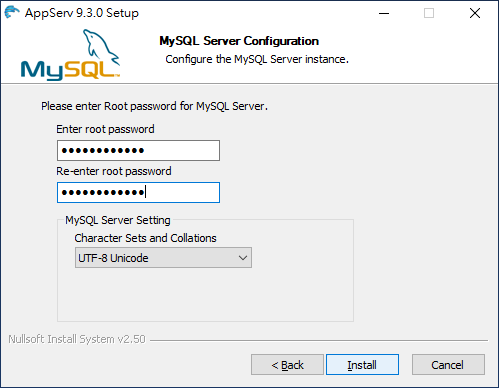 AppServ 9.3.0 Setup
MySQL
MySQL Server Configuration
Configure the MySQL Server instance.
Please enter Root password for MySQL Server.
Enter root password
●●●●●●●●●●●●
Re-enter root password
●●●●●●●●●●●●
MySQL Server Setting
Character Sets and Collations
UTF-8 Unicode
Nullsoft Install System v2.50
< Back
Install
Cancel